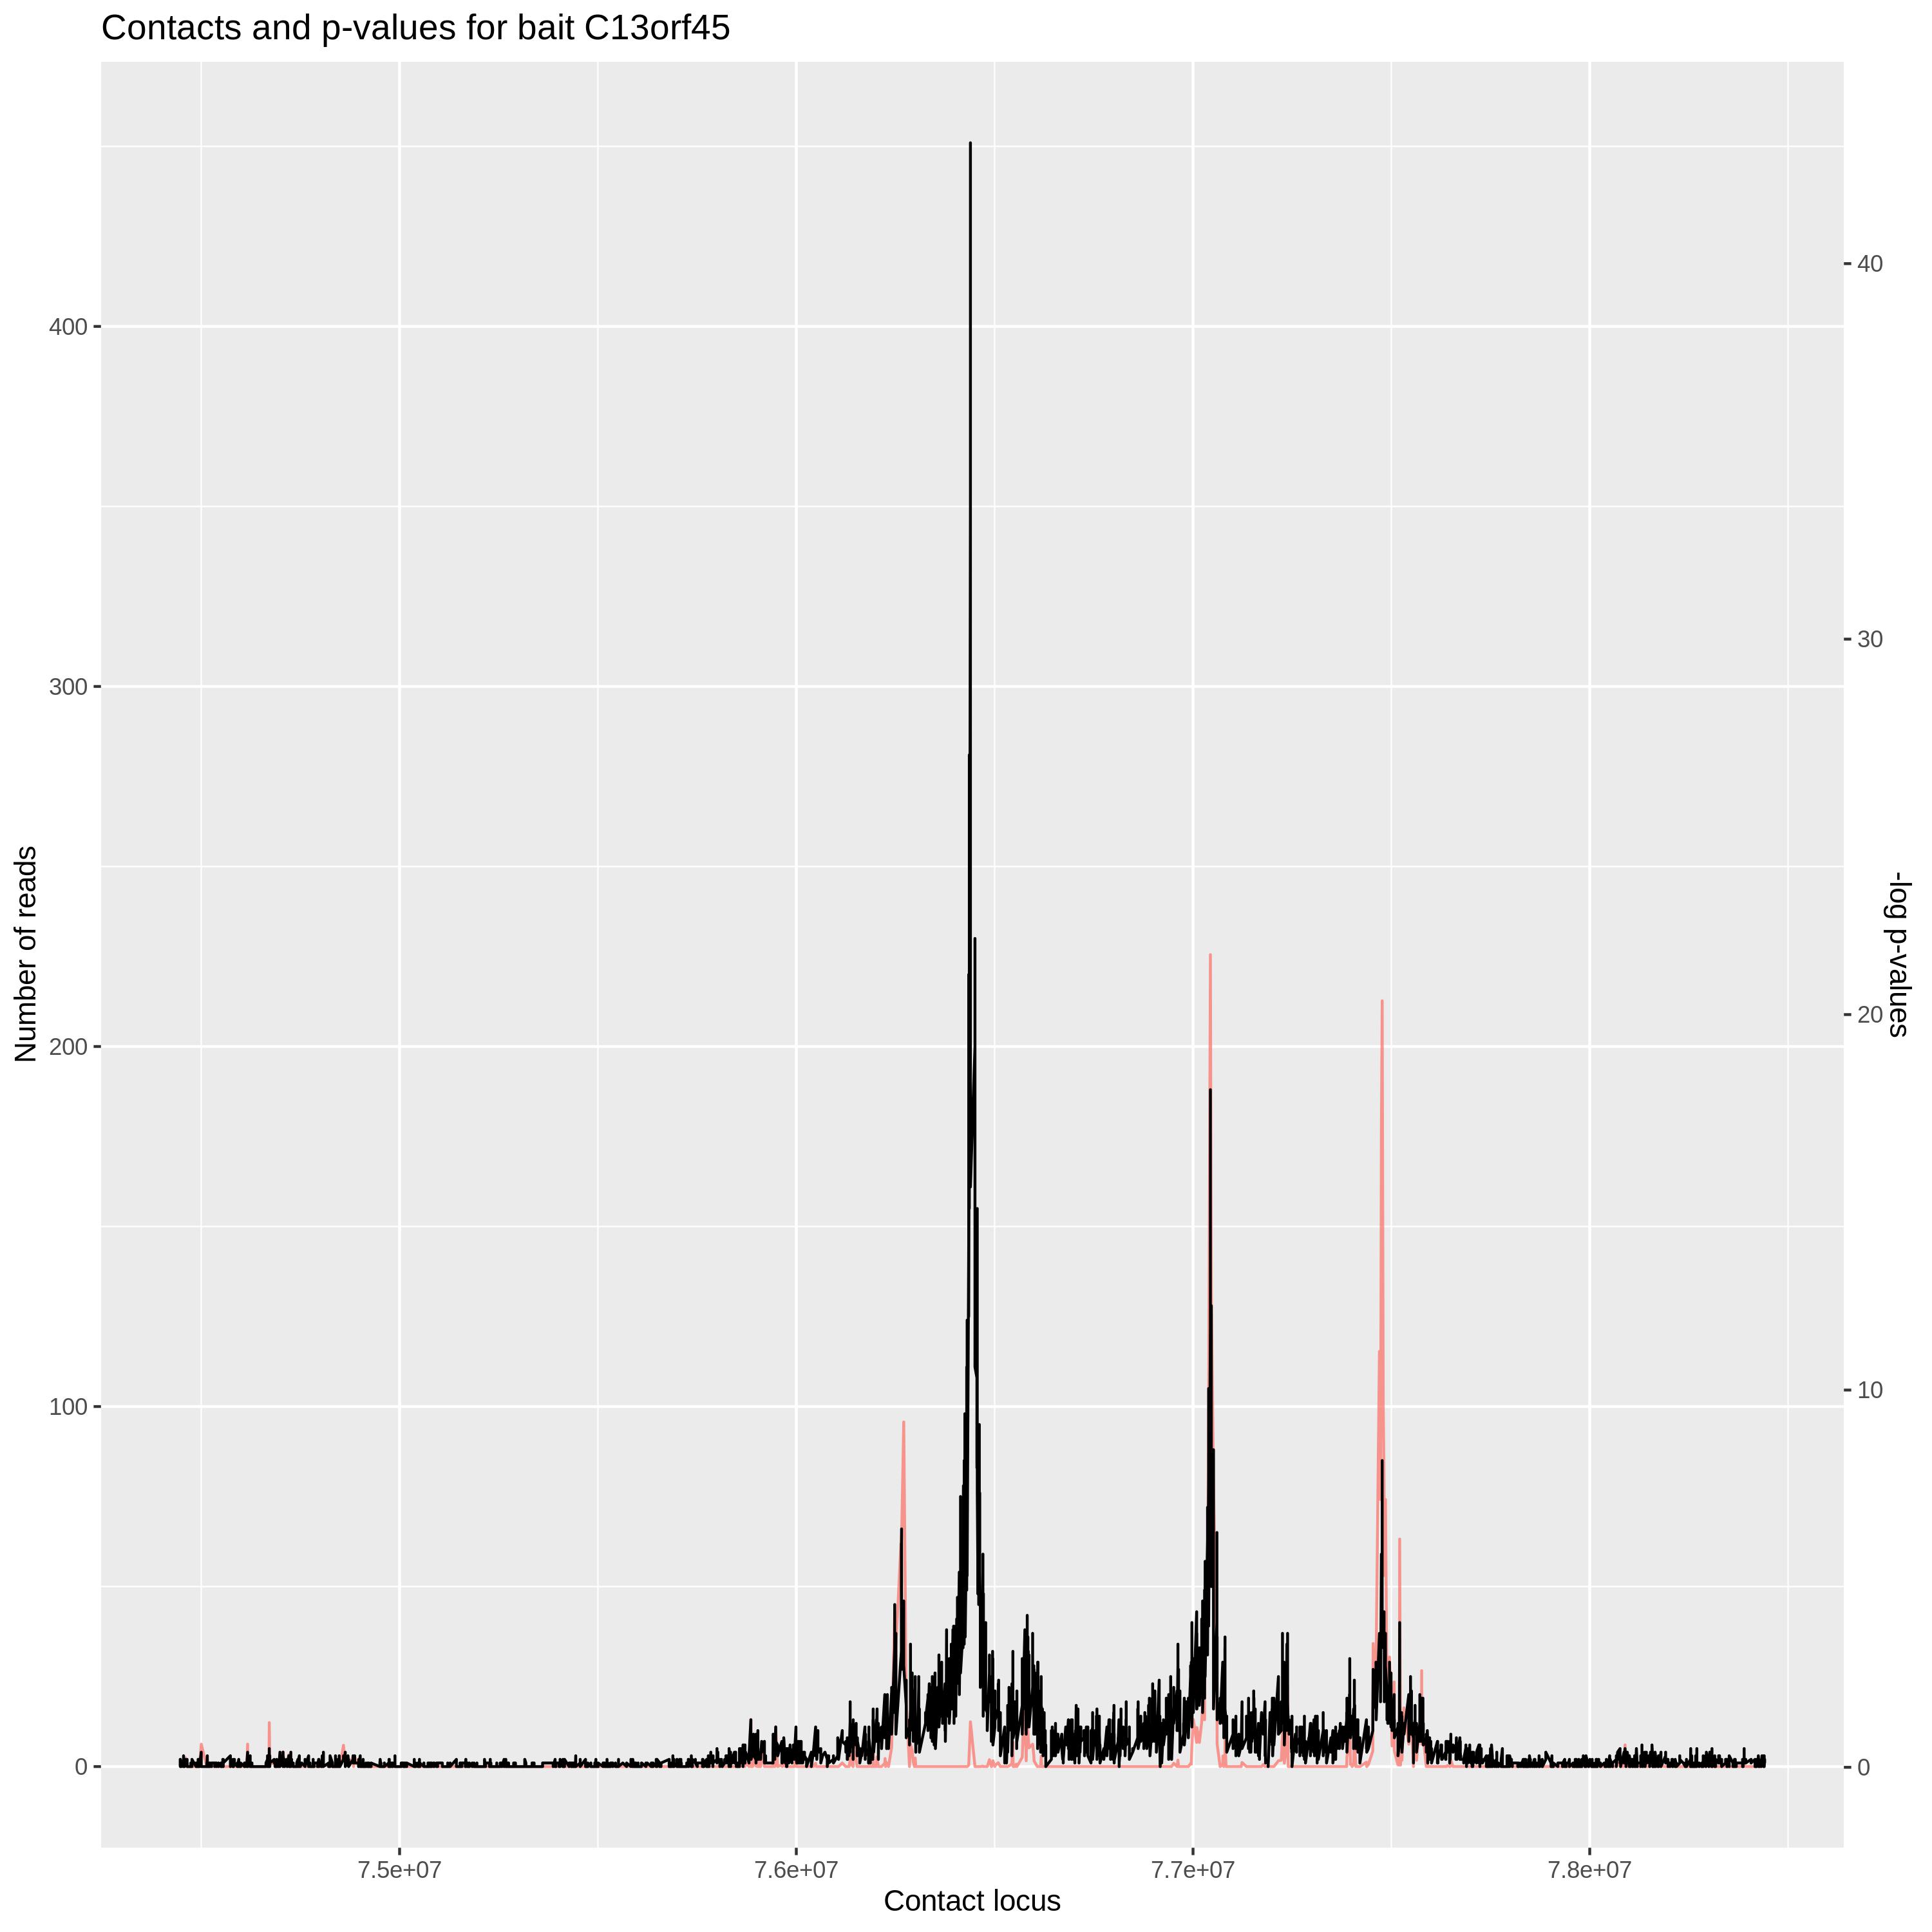 Contacts and p-values for bait C13orf45
Number of reads
400
300
200
100
0
40
30
20
10
0
-log p-values
7.5e+07 7.6e+07 7.7e+07 7.8e+07
Contact locus